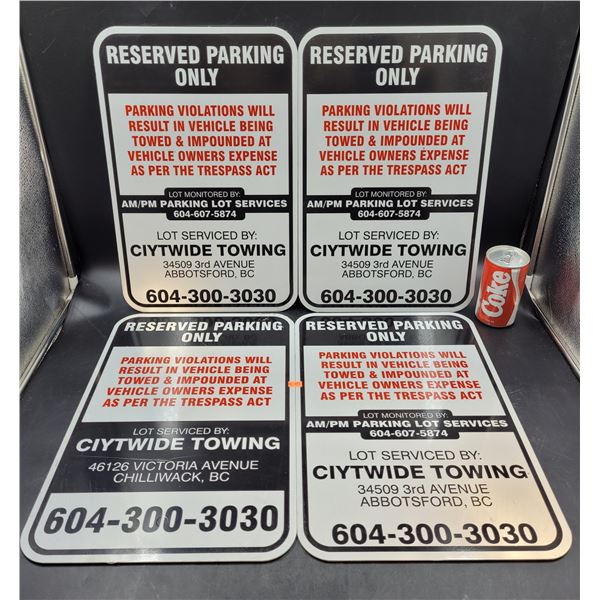 RESERVED PARKING
ONLY
PARKING VIOLATIONS WILL
RESULT IN VEHICLE BEING
TOWED & IMPOUNDED AT
VEHICLE OWNERS EXPENSE
AS PER THE TRESPASS ACT
LOT MONITORED BY:
AM/PM PARKING LOT SERVICES
604-607-5874
LOT SERVICED BY:
CIYTWIDE TOWING
34509 3rd AVENUE
ABBOTSFORD, BC
604-300-3030
RESERVED PARKING
ONLY
PARKING VIOLATIONS WILL
RESULT IN VEHICLE BEING
TOWED & IMPOUNDED AT
VEHICLE OWNERS EXPENSE
AS PER THE TRESPASS ACT
LOT MONITORED BY:
AM/PM PARKING LOT SERVICES
604-607-5874
LOT SERVICED BY:
CIYTWIDE TOWING
34509 3rd AVENUE
ABBOTSFORD, BC
604-300-3030
Coke
RESERVED PARKING
ONLY
PARKING VIOLATIONS WILL
RESULT IN VEHICLE BEING
TOWED & IMPOUNDED AT
VEHICLE OWNERS EXPENSE
AS PER THE TRESPASS ACT
LOT SERVICED BY:
CIYTWIDE TOWING
46126 VICTORIA AVENUE
CHILLIWACK, BC
604-300-3030
RESERVED PARKING
ONLY
PARKING VIOLATIONS WILL
RESULT IN VEHICLE BEING
TOWED & IMPOUNDED AT
VEHICLE OWNERS EXPENSE
AS PER THE TRESPASS ACT
LOT MONITORED BY:
AM/PM PARKING LOT SERVICES
604-607-5874
LOT SERVICED BY:
CIYTWIDE TOWING
34509 3rd AVENUE
ABBOTSFORD, BC
604-300-3030